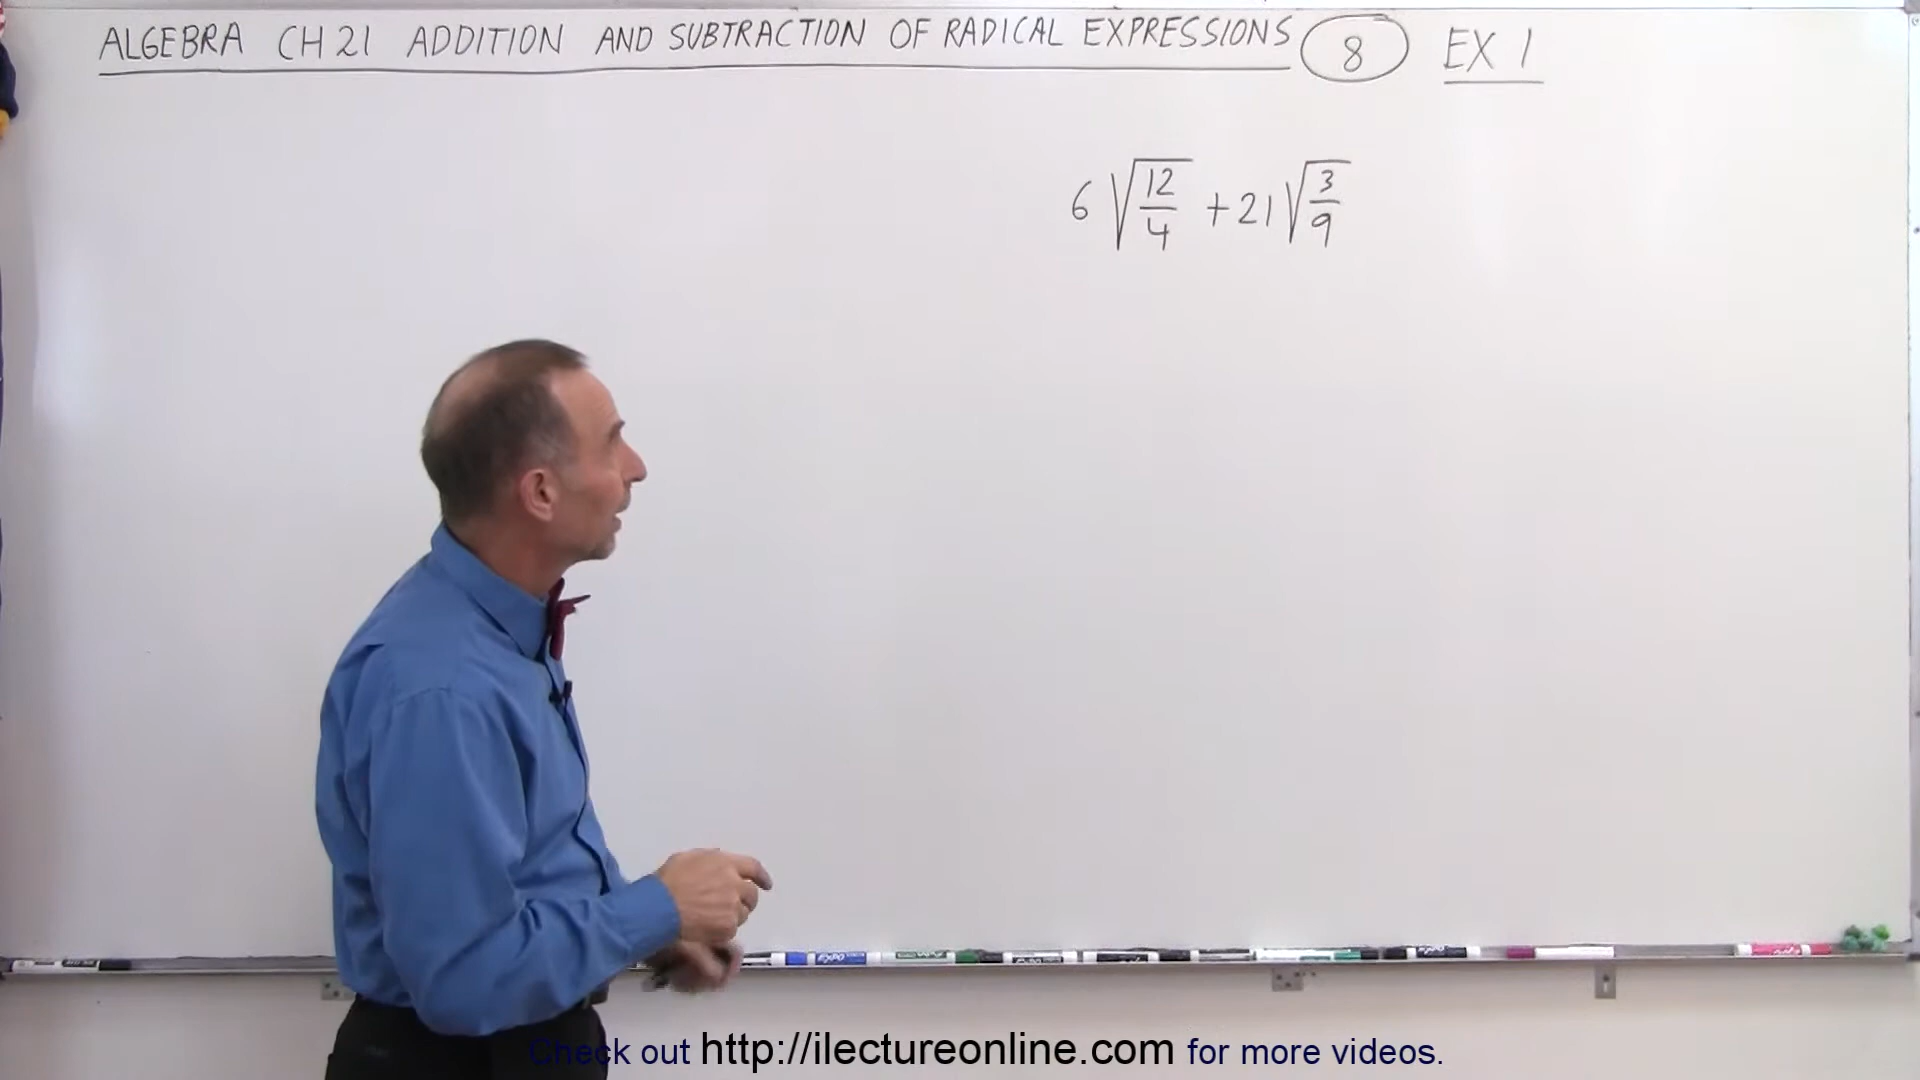 ALGEBRA CH 21 ADDITION AND SUBTRACTION OF RADICAL EXPRESSIONS 8 EX 1
6 √(12/4) + 21 √(3/9)
Check out http://ilectureonline.com for more videos.